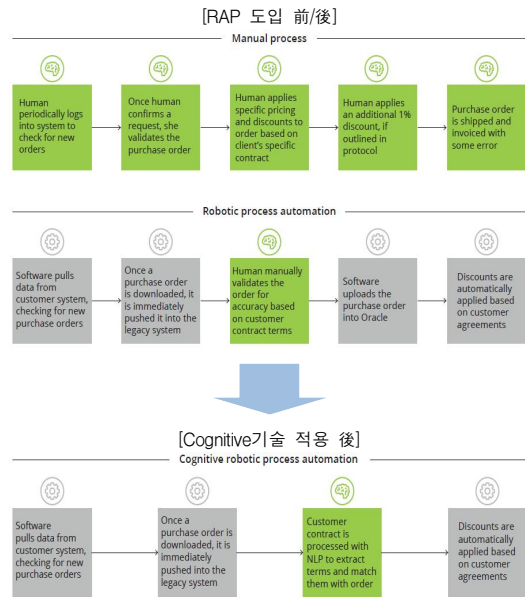 [RAP 도입 前/後]
Manual process
Human
periodically logs
into system to
check for new
orders
Once human
confirms a
request, she
validates the
purchase order
Human applies
specific pricing
and discounts to
order based on
client's specific
contract
Human applies
an additional 1%
discount, if
outlined in
protocol
Purchase order
is shipped and
invoiced with
some error
Robotic process automation
Software pulls
data from
customer system,
checking for new
purchase orders
Once a
purchase order
is downloaded, it
is immediately
pushed it into the
legacy system
Human manually
validates the
order for
accuracy based
on customer
contract terms
Software
uploads the
purchase order
into Oracle
Discounts are
automatically
applied based
on customer
agreements
[Cognitive기술 적용 後]
Cognitive robotic process automation
Software
pulls data from
customer system,
checking for new
purchase orders
Once a
purchase order is
downloaded, it is
immediately
pushed into the
legacy system
Customer
contract is
processed with
NLP to extract
terms and match
them with order
Discounts are
automatically
applied based on
customer
agreements